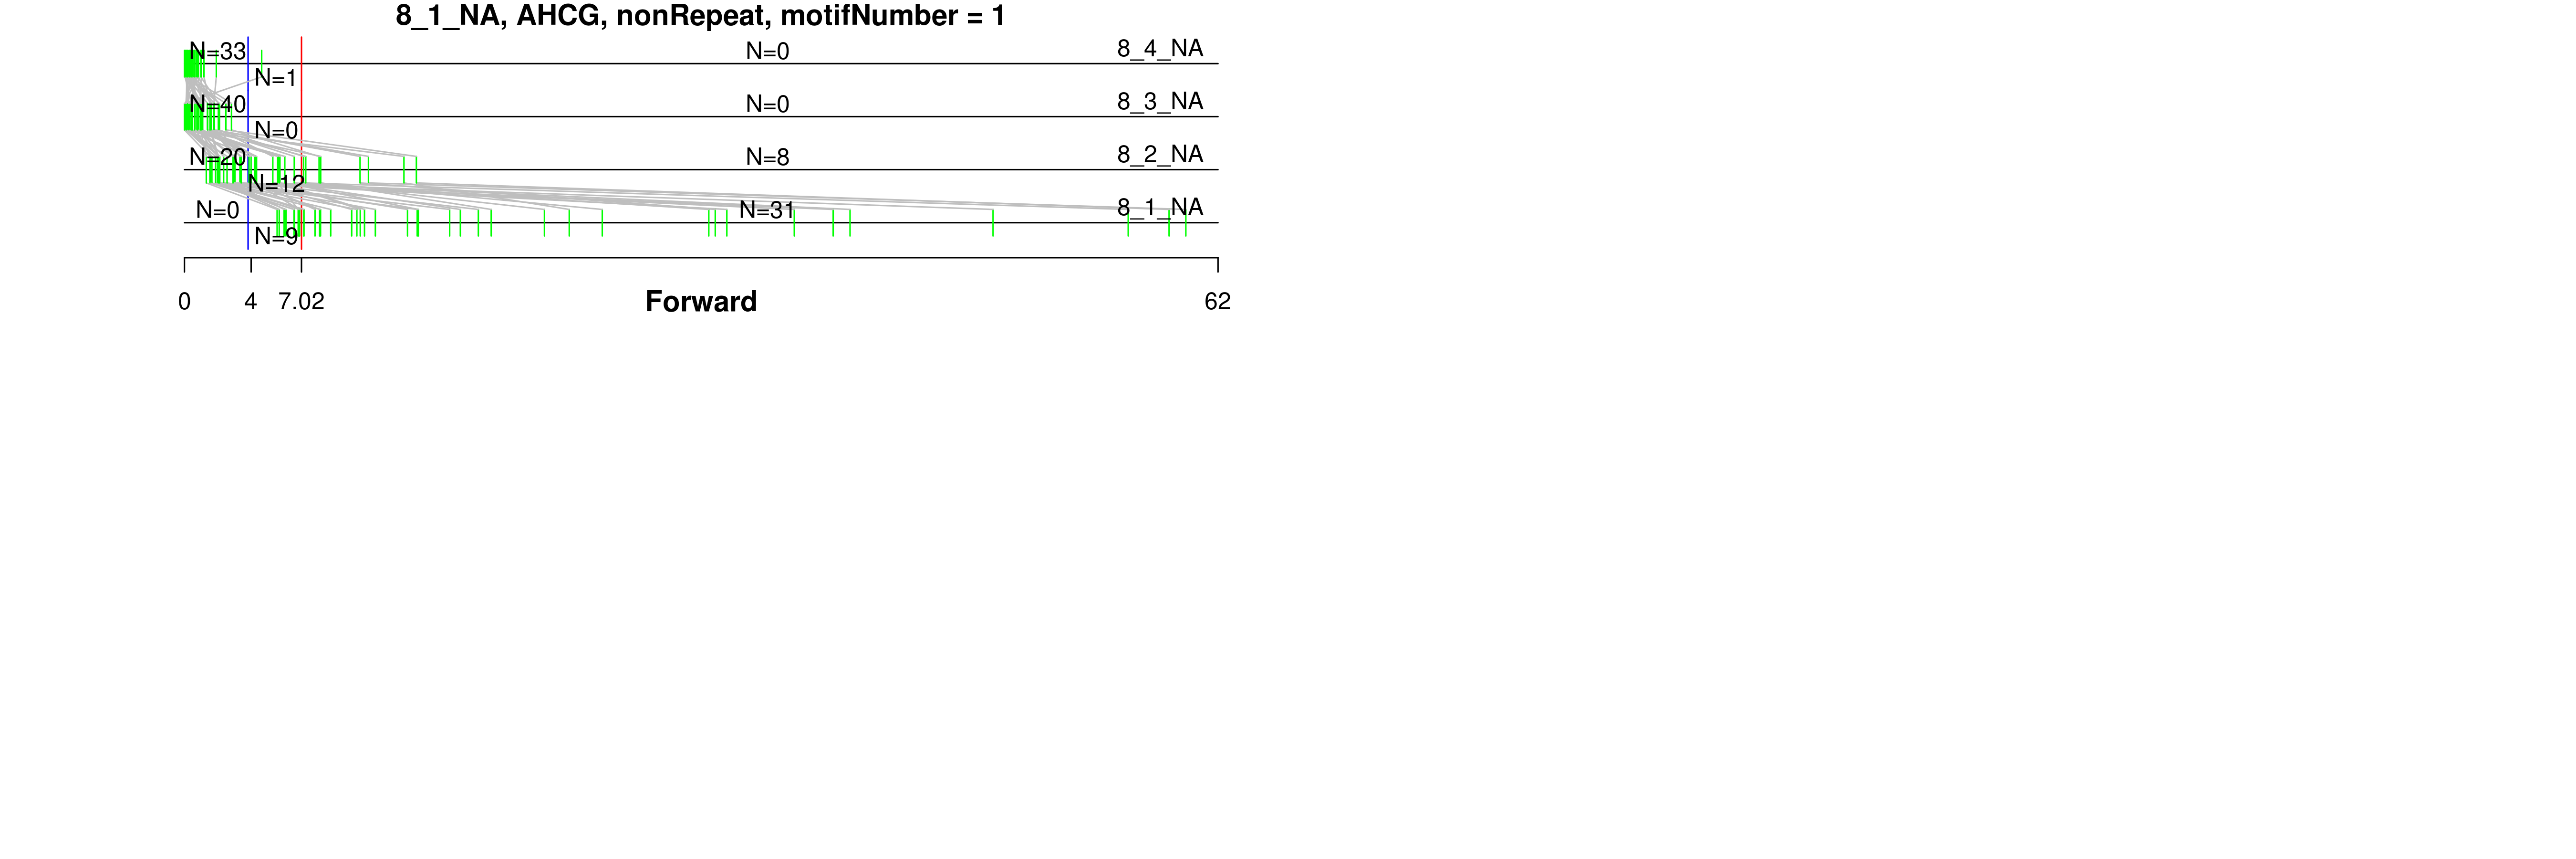 8_1_NA, AHCG, nonRepeat, motifNumber = 1
N=33 N=0 8_4_NA
N=1
N=40 N=0 8_3_NA
N=0
N=20 N=8 8_2_NA
N=12
N=0 N=31 8_1_NA
N=9
0 4 7.02 62
Forward